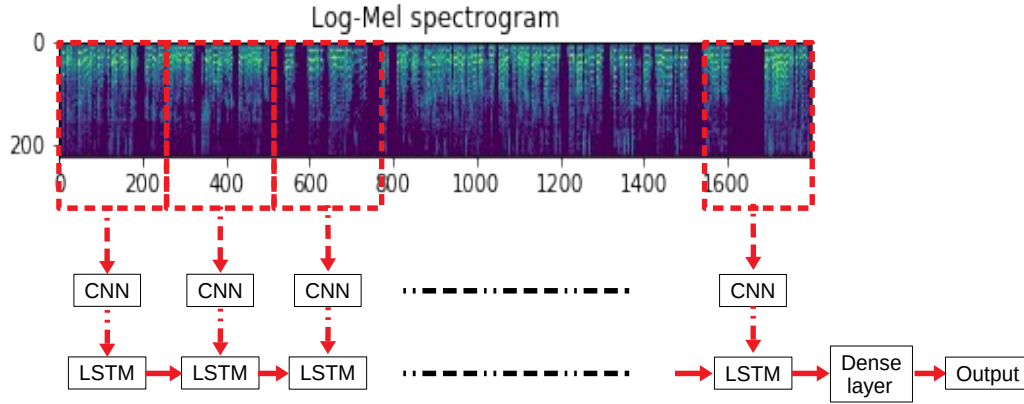 Log-Mel spectrogram
0
200
0 200 400 600 800 1000 1200 1400 1600
CNN CNN CNN CNN
LSTM LSTM LSTM LSTM Dense layer Output